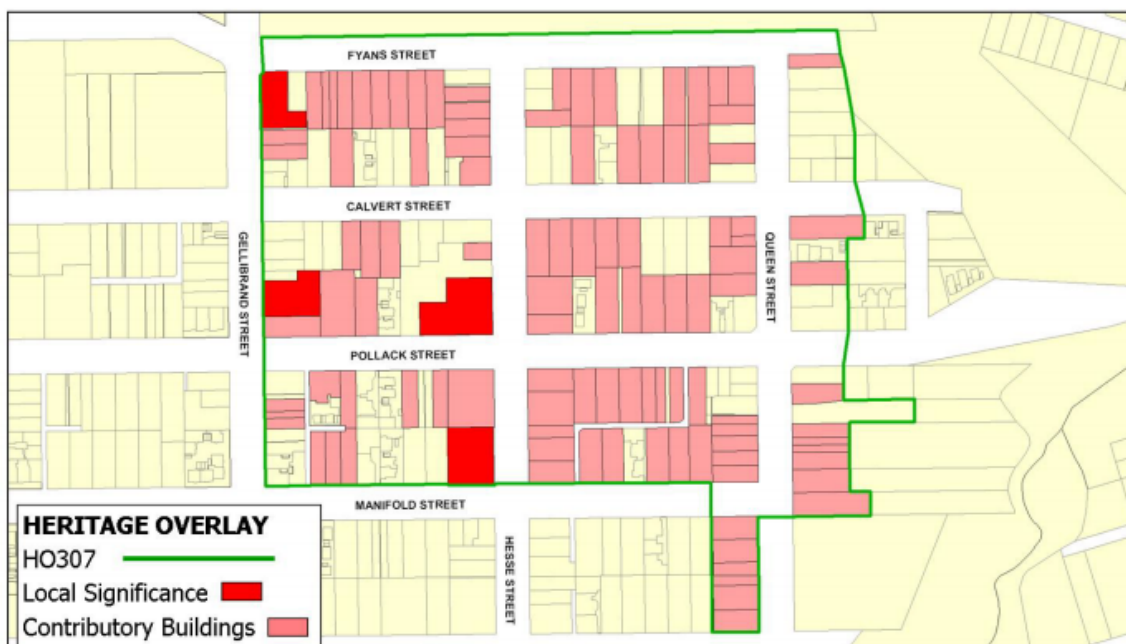 FYANS STREET
CALVERT STREET
GELLIBRAND STREET
QUEEN STREET
POLLACK STREET
MANIFOLD STREET
HESSE STREET
HERITAGE OVERLAY
HO307
Local Significance
Contributory Buildings